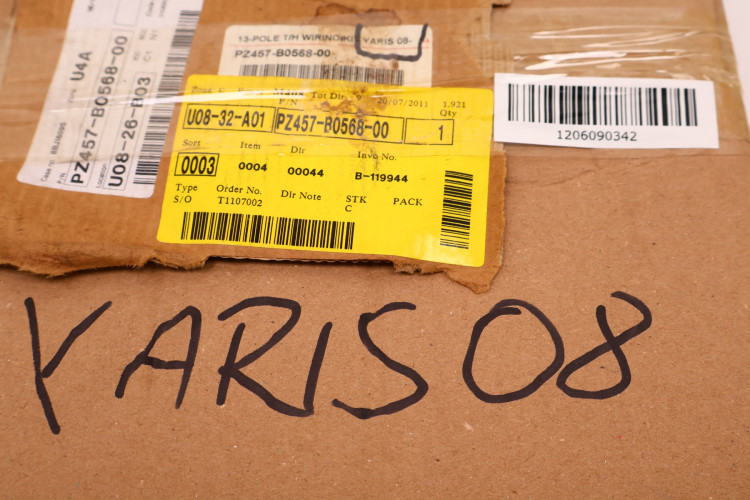 13-POLE T/H WIRING KIT YARIS 08-
PZ457-B0568-00
U4A
PZ457-B0568-00
U08-26-B03
P/N
Tot Dlr
20/07/2011
1,921
Qty
U08-32-A01
PZ457-B0568-00
1
Sort
Item
Dlr
Invo No.
0003
0004
00044
B-119944
Type
Order No.
Dlr Note
STK
PACK
S/O
T1107002
C
1206090342
YARIS 08